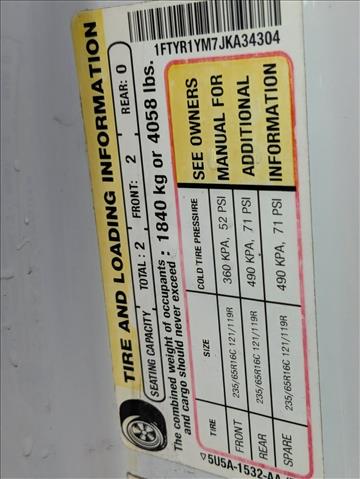 1FTYR1YM7JKA34304
TIRE AND LOADING INFORMATION
SEATING CAPACITY TOTAL : 2 FRONT: 2 REAR: 0
The combined weight of occupants : 1840 kg or 4058 lbs.
and cargo should never exceed
TIRE SIZE COLD TIRE PRESSURE SEE OWNERS
FRONT 235/65R16C 121/119R 360 KPA, 52 PSI MANUAL FOR
REAR 235/65R16C 121/119R 490 KPA, 71 PSI ADDITIONAL
SPARE 235/65R16C 121/119R 490 KPA, 71 PSI INFORMATION
5U5A-1532-AA